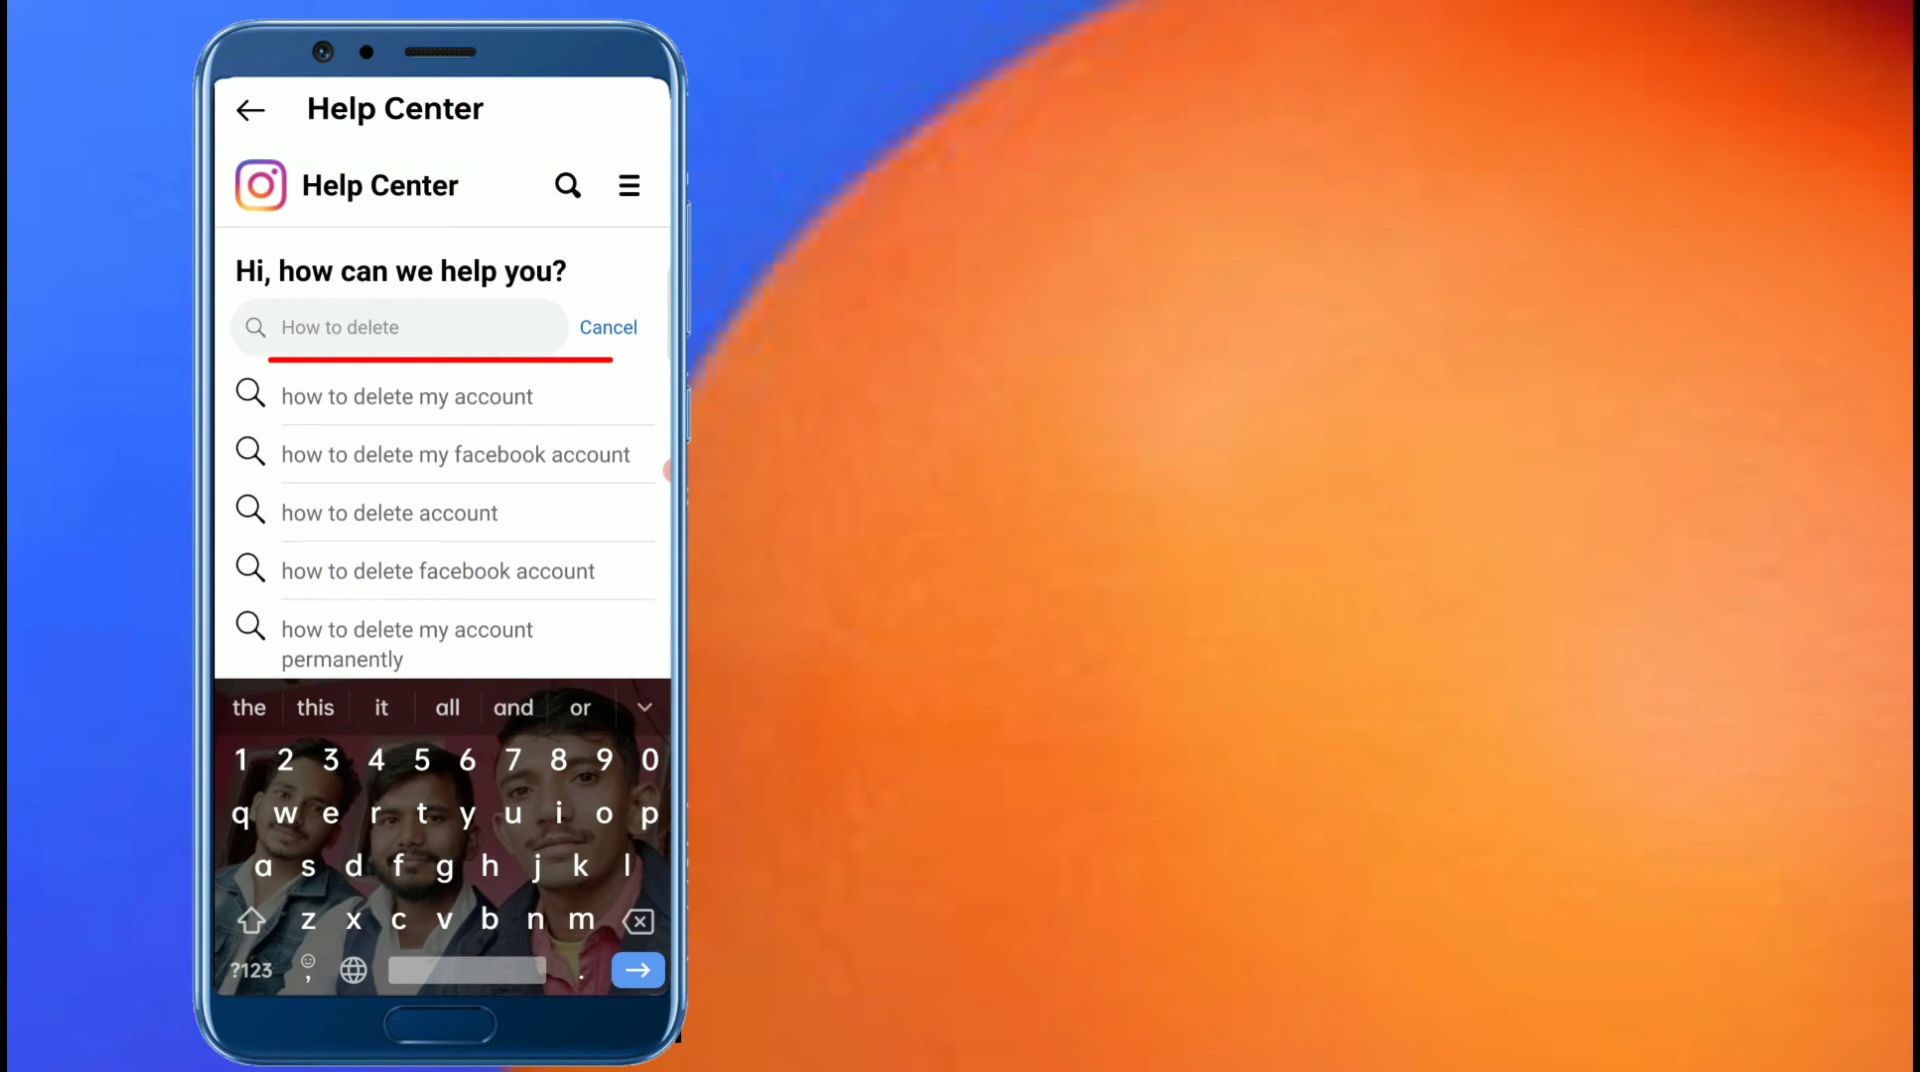 Help Center
Help Center
Hi, how can we help you?
How to delete
Cancel
how to delete my account
how to delete my facebook account
how to delete account
how to delete facebook account
how to delete my account
permanently
the this it all and or
1 2 3 4 5 6 7 8 9 0
q w e r t y u i o p
a s d f g h j k l
z x c v b n m
?123 , .